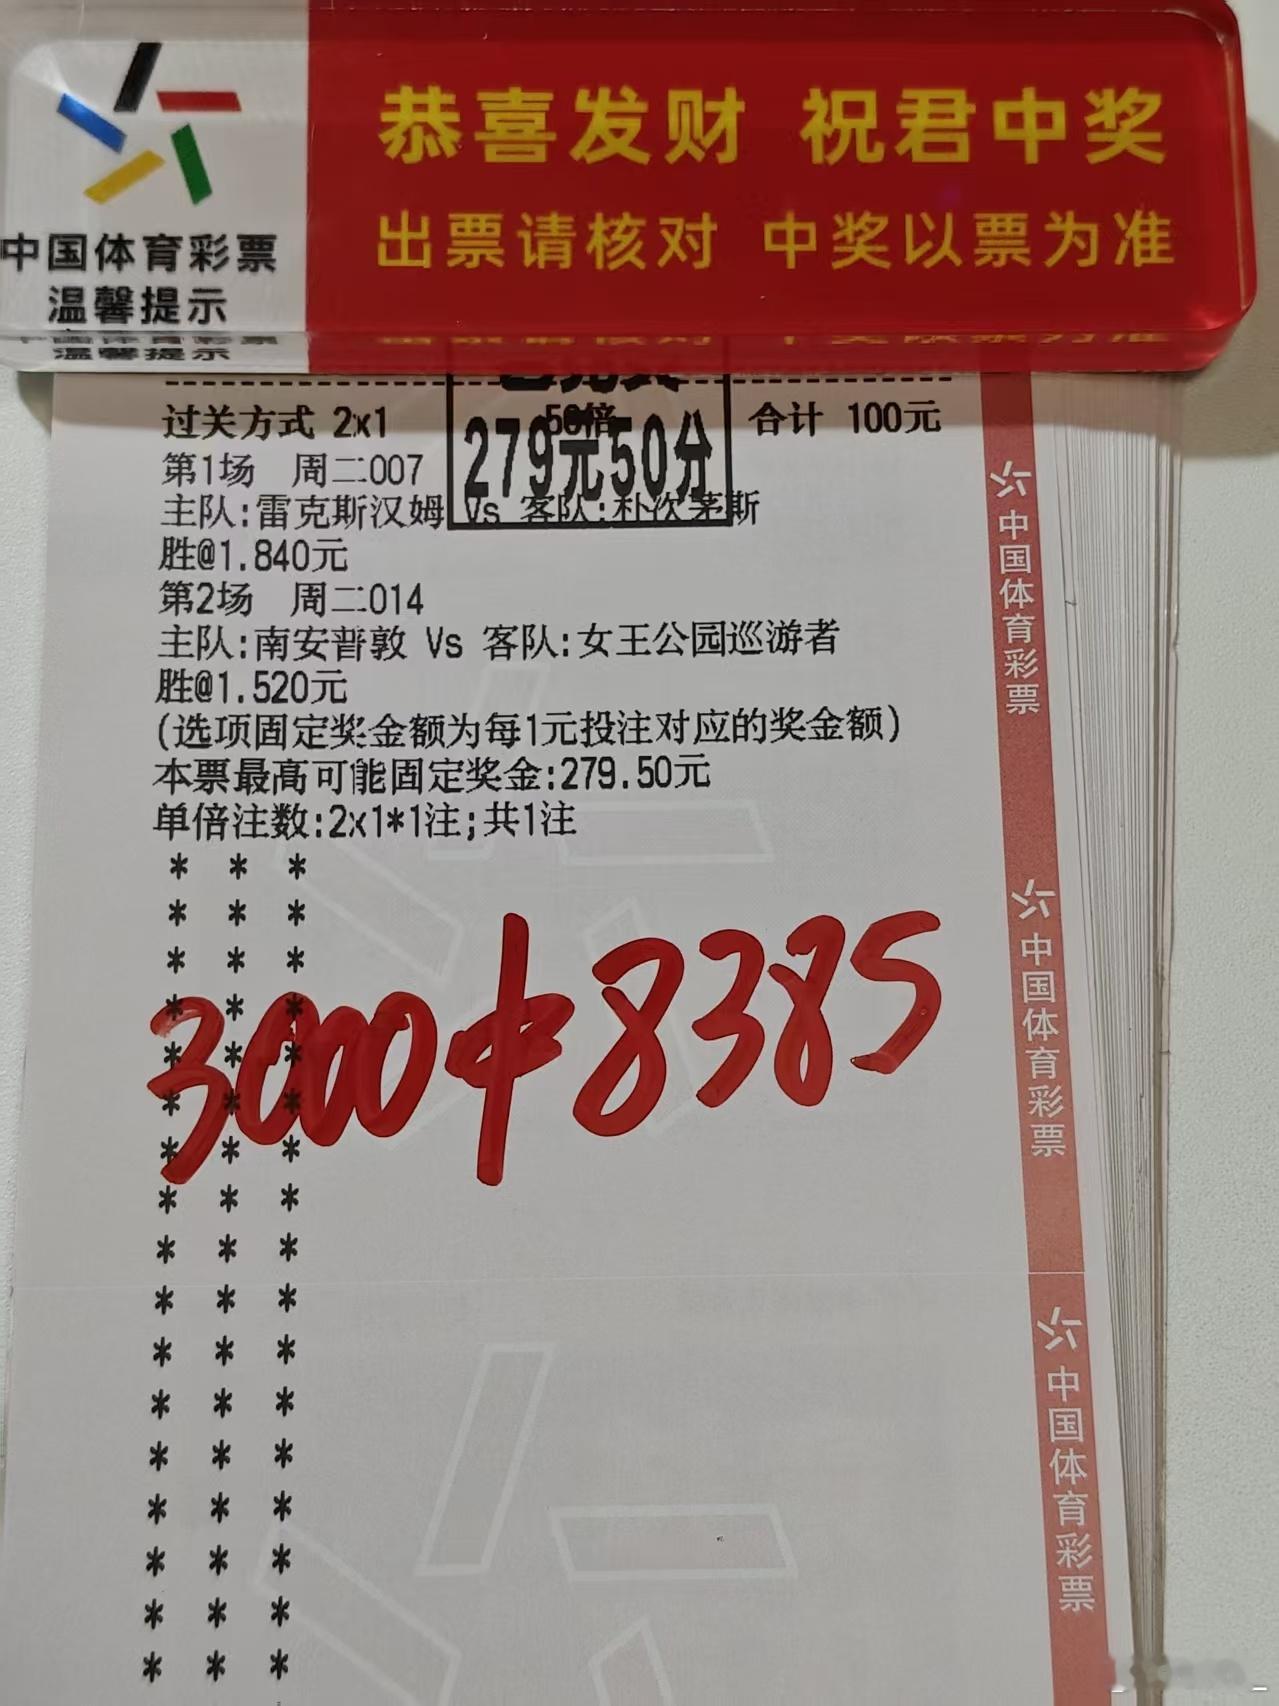 恭喜发财 祝君中奖
出票请核对 中奖以票为准
中国体育彩票
温馨提示
过关方式 2x1 50倍 合计 100元
279元50分
第1场 周二007
主队:雷克斯汉姆 Vs 客队:朴次茅斯
胜@1.840元
第2场 周二014
主队:南安普敦 Vs 客队:女王公园巡游者
胜@1.520元
(选项固定奖金额为每1元投注对应的奖金额)
本票最高可能固定奖金:279.50元
单倍注数:2x1*1注;共1注
3000中8385
中国体育彩票
中国体育彩票
中国体育彩票